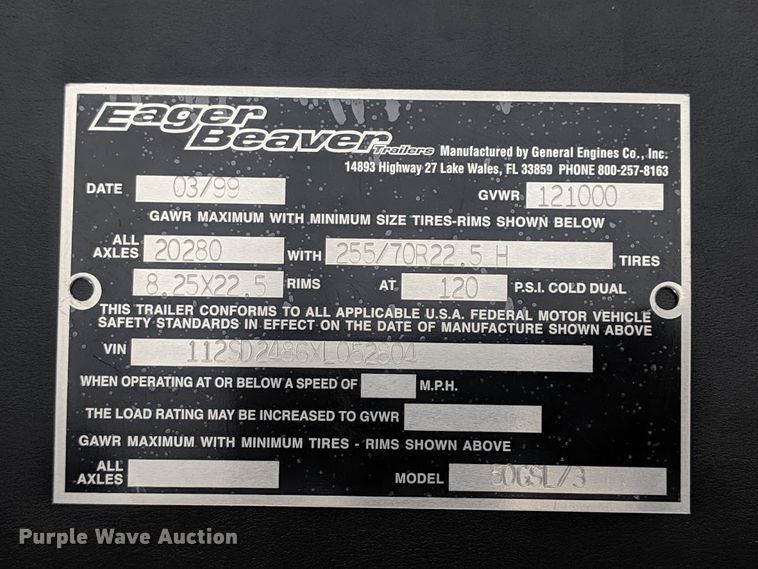 Eager Beaver Trailers Manufactured by General Engines Co., Inc.
14893 Highway 27 Lake Wales, FL 33859 PHONE 800-257-8163
DATE 03/99 GVWR 121000
GAWR MAXIMUM WITH MINIMUM SIZE TIRES-RIMS SHOWN BELOW
ALL AXLES 20280 WITH 255/70R22.5 H TIRES
8.25X22.5 RIMS AT 120 P.S.I. COLD DUAL
THIS TRAILER CONFORMS TO ALL APPLICABLE U.S.A. FEDERAL MOTOR VEHICLE
SAFETY STANDARDS IN EFFECT ON THE DATE OF MANUFACTURE SHOWN ABOVE
VIN 112SD2486XL052604
WHEN OPERATING AT OR BELOW A SPEED OF M.P.H.
THE LOAD RATING MAY BE INCREASED TO GVWR
GAWR MAXIMUM WITH MINIMUM TIRES - RIMS SHOWN ABOVE
ALL AXLES MODEL 50GSL/3
Purple Wave Auction